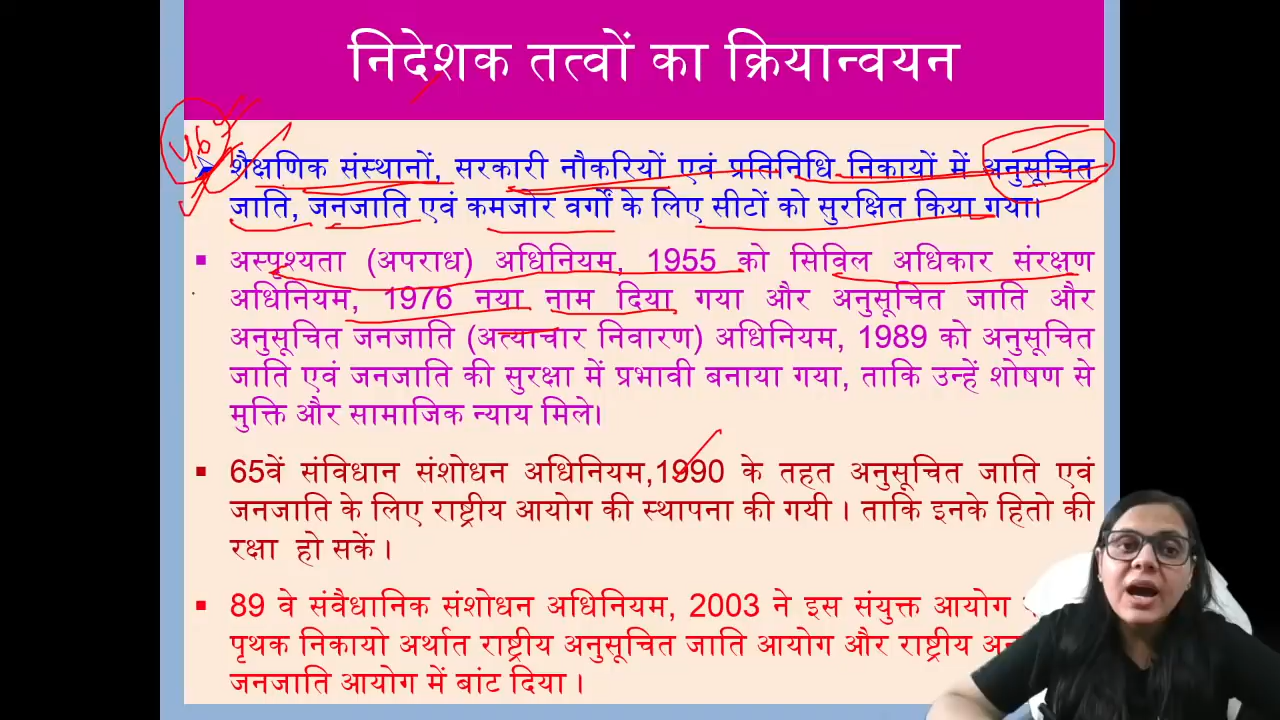 निदेशक तत्वों का क्रियान्वयन
46
शैक्षणिक संस्थानों, सरकारी नौकरियों एवं प्रतिनिधि निकायों में अनुसूचित
जाति, जनजाति एवं कमजोर वर्गों के लिए सीटों को सुरक्षित किया गया।
अस्पृश्यता (अपराध) अधिनियम, 1955 को सिविल अधिकार संरक्षण
अधिनियम, 1976 नया नाम दिया गया और अनुसूचित जाति और
अनुसूचित जनजाति (अत्त्याचार निवारण) अधिनियम, 1989 को अनुसूचित
जाति एवं जनजाति की सुरक्षा में प्रभावी बनाया गया, ताकि उन्हें शोषण से
मुक्ति और सामाजिक न्याय मिले।
65वें संविधान संशोधन अधिनियम,1990 के तहत अनुसूचित जाति एवं
जनजाति के लिए राष्ट्रीय आयोग की स्थापना की गयी । ताकि इनके हितो की
रक्षा हो सकें ।
89 वे संवैधानिक संशोधन अधिनियम, 2003 ने इस संयुक्त आयोग
पृथक निकायो अर्थात राष्ट्रीय अनुसूचित जाति आयोग और राष्ट्रीय
जनजाति आयोग में बांट दिया ।